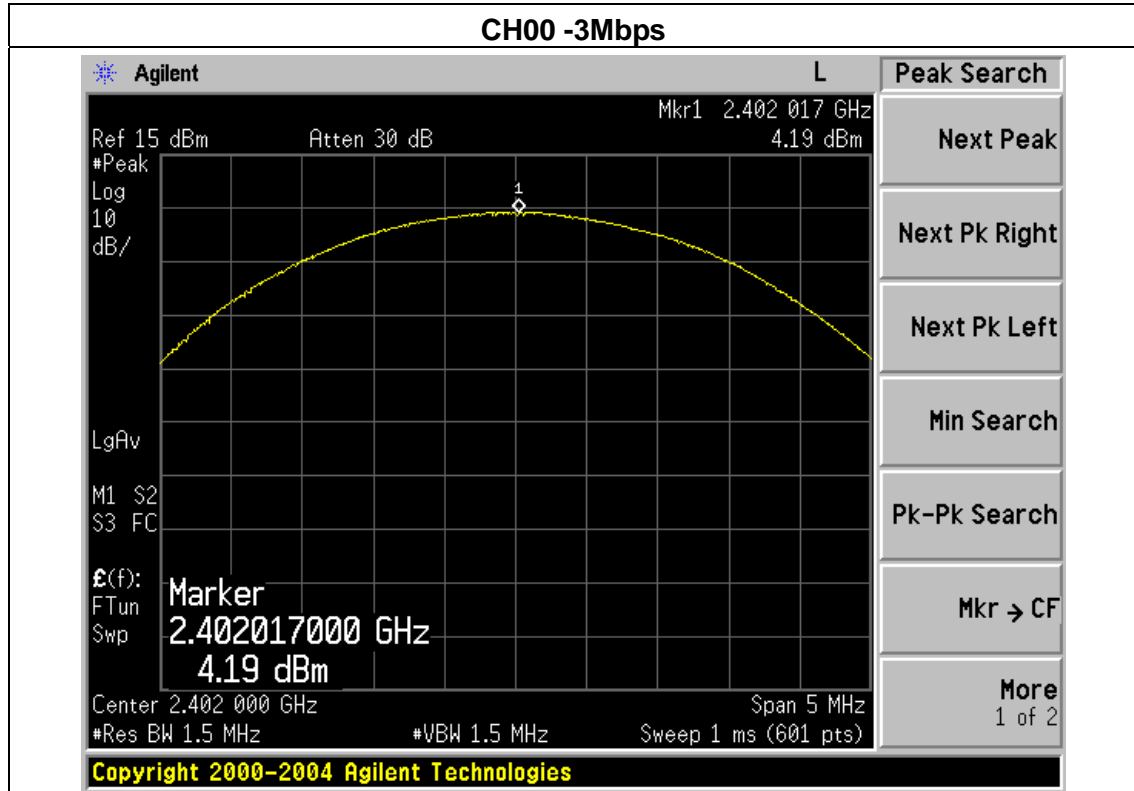 CH00 -3Mbps
Agilent L Peak Search
Mkr1 2.402 017 GHz
Ref 15 dBm Atten 30 dB 4.19 dBm
#Peak
Log
10
dB/
1
LgAv
M1 S2
S3 FC
£(f):
FTun
Swp
Marker
2.402017000 GHz
4.19 dBm
Center 2.402 000 GHz Span 5 MHz
#Res BW 1.5 MHz #VBW 1.5 MHz Sweep 1 ms (601 pts)
Next Peak
Next Pk Right
Next Pk Left
Min Search
Pk-Pk Search
Mkr → CF
More
1 of 2
Copyright 2000-2004 Agilent Technologies